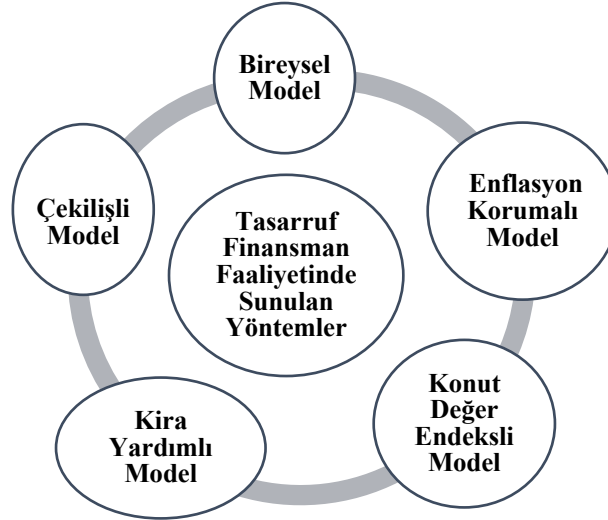 Bireysel
Model
Enflasyon
Korumalı
Model
Konut
Değer
Endeksli
Model
Kira
Yardımlı
Model
Çekilişli
Model
Tasarruf
Finansman
Faaliyetinde
Sunulan
Yöntemler